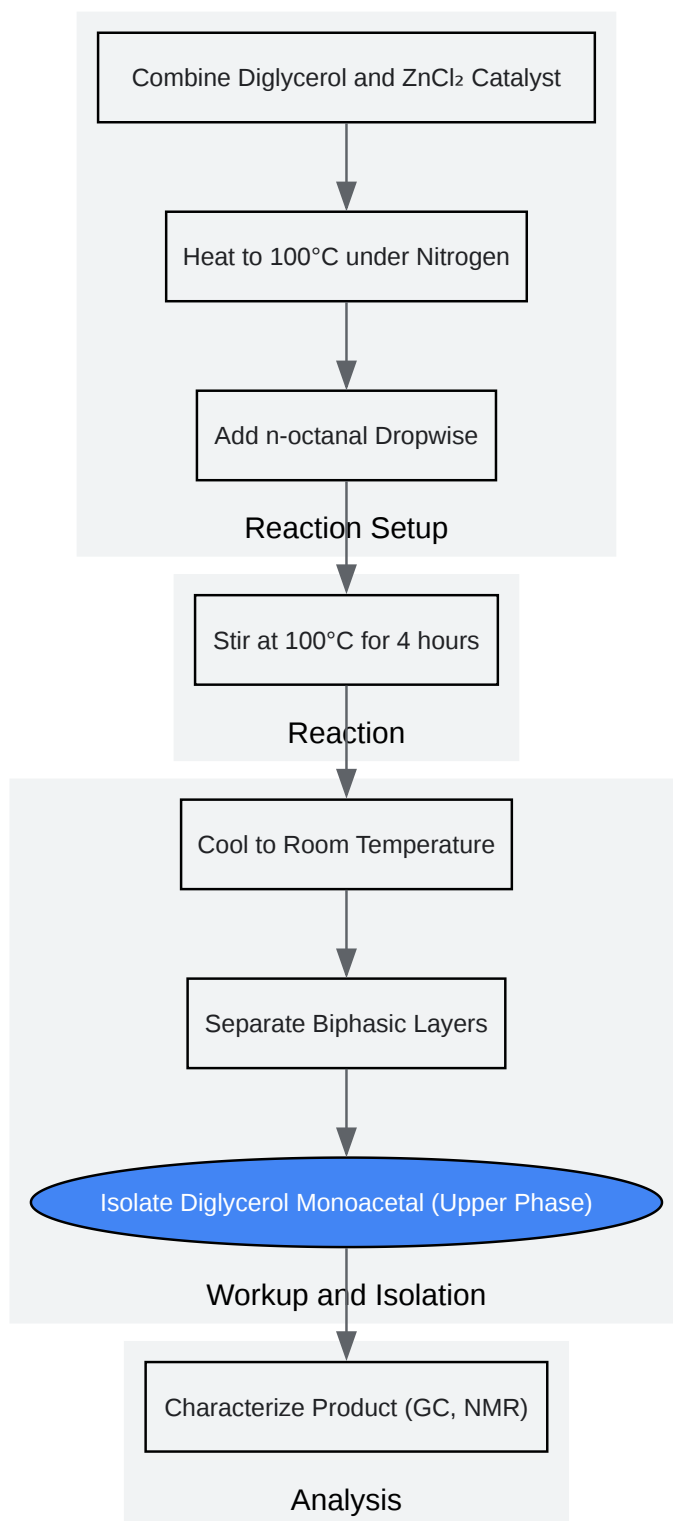 Combine Diglycerol and ZnCl₂ Catalyst
Heat to 100°C under Nitrogen
Add n-octanal Dropwise
Reaction Setup
Stir at 100°C for 4 hours
Reaction
Cool to Room Temperature
Separate Biphasic Layers
Isolate Diglycerol Monoacetal (Upper Phase)
Workup and Isolation
Characterize Product (GC, NMR)
Analysis